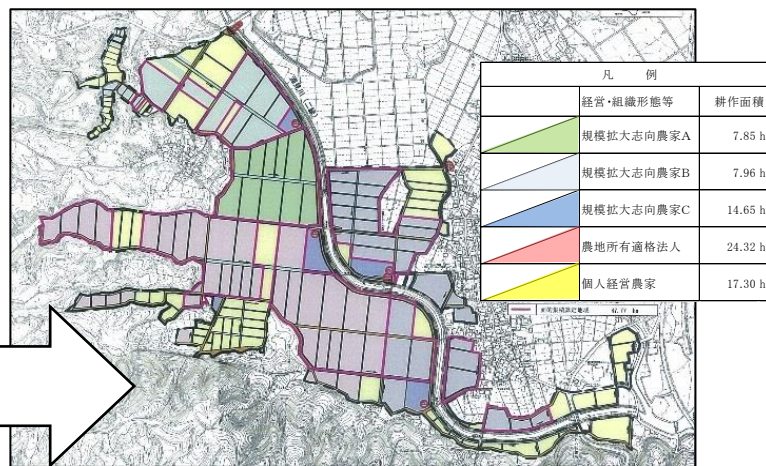 凡 例
経営・組織形態等 耕作面積
規模拡大志向農家A 7.85 h
規模拡大志向農家B 7.96 h
規模拡大志向農家C 14.65 h
農地所有適格法人 24.32 h
個人経営農家 17.30 h